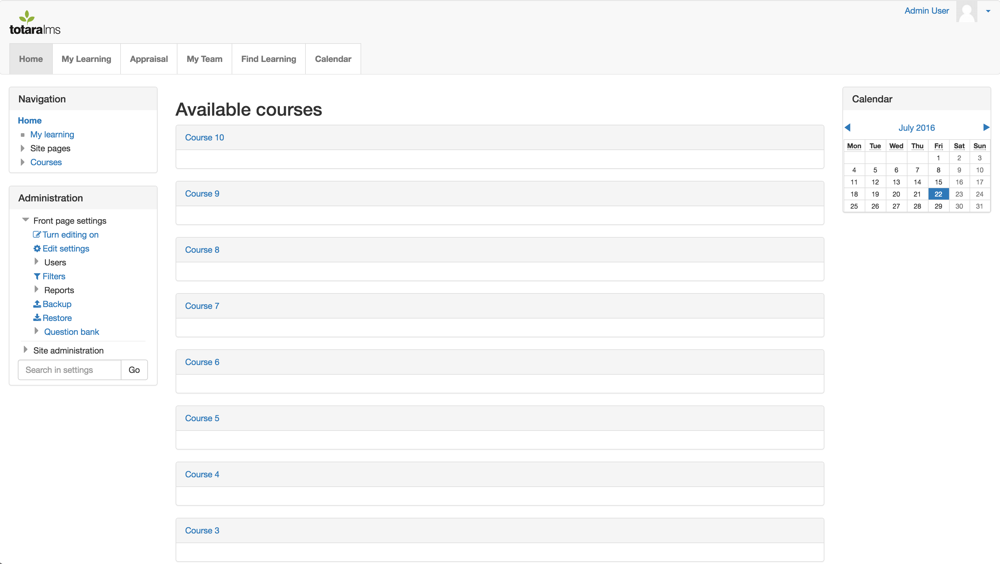 Admin User
totaralms
Home My Learning Appraisal My Team Find Learning Calendar
Navigation
Home
My learning
Site pages
Courses
Administration
Front page settings
Turn editing on
Edit settings
Users
Filters
Reports
Backup
Restore
Question bank
Site administration
Search in settings Go
Available courses
Course 10
Course 9
Course 8
Course 7
Course 6
Course 5
Course 4
Course 3
Calendar
July 2016
Mon Tue Wed Thu Fri Sat Sun
1 2 3
4 5 6 7 8 9 10
11 12 13 14 15 16 17
18 19 20 21 22 23 24
25 26 27 28 29 30 31